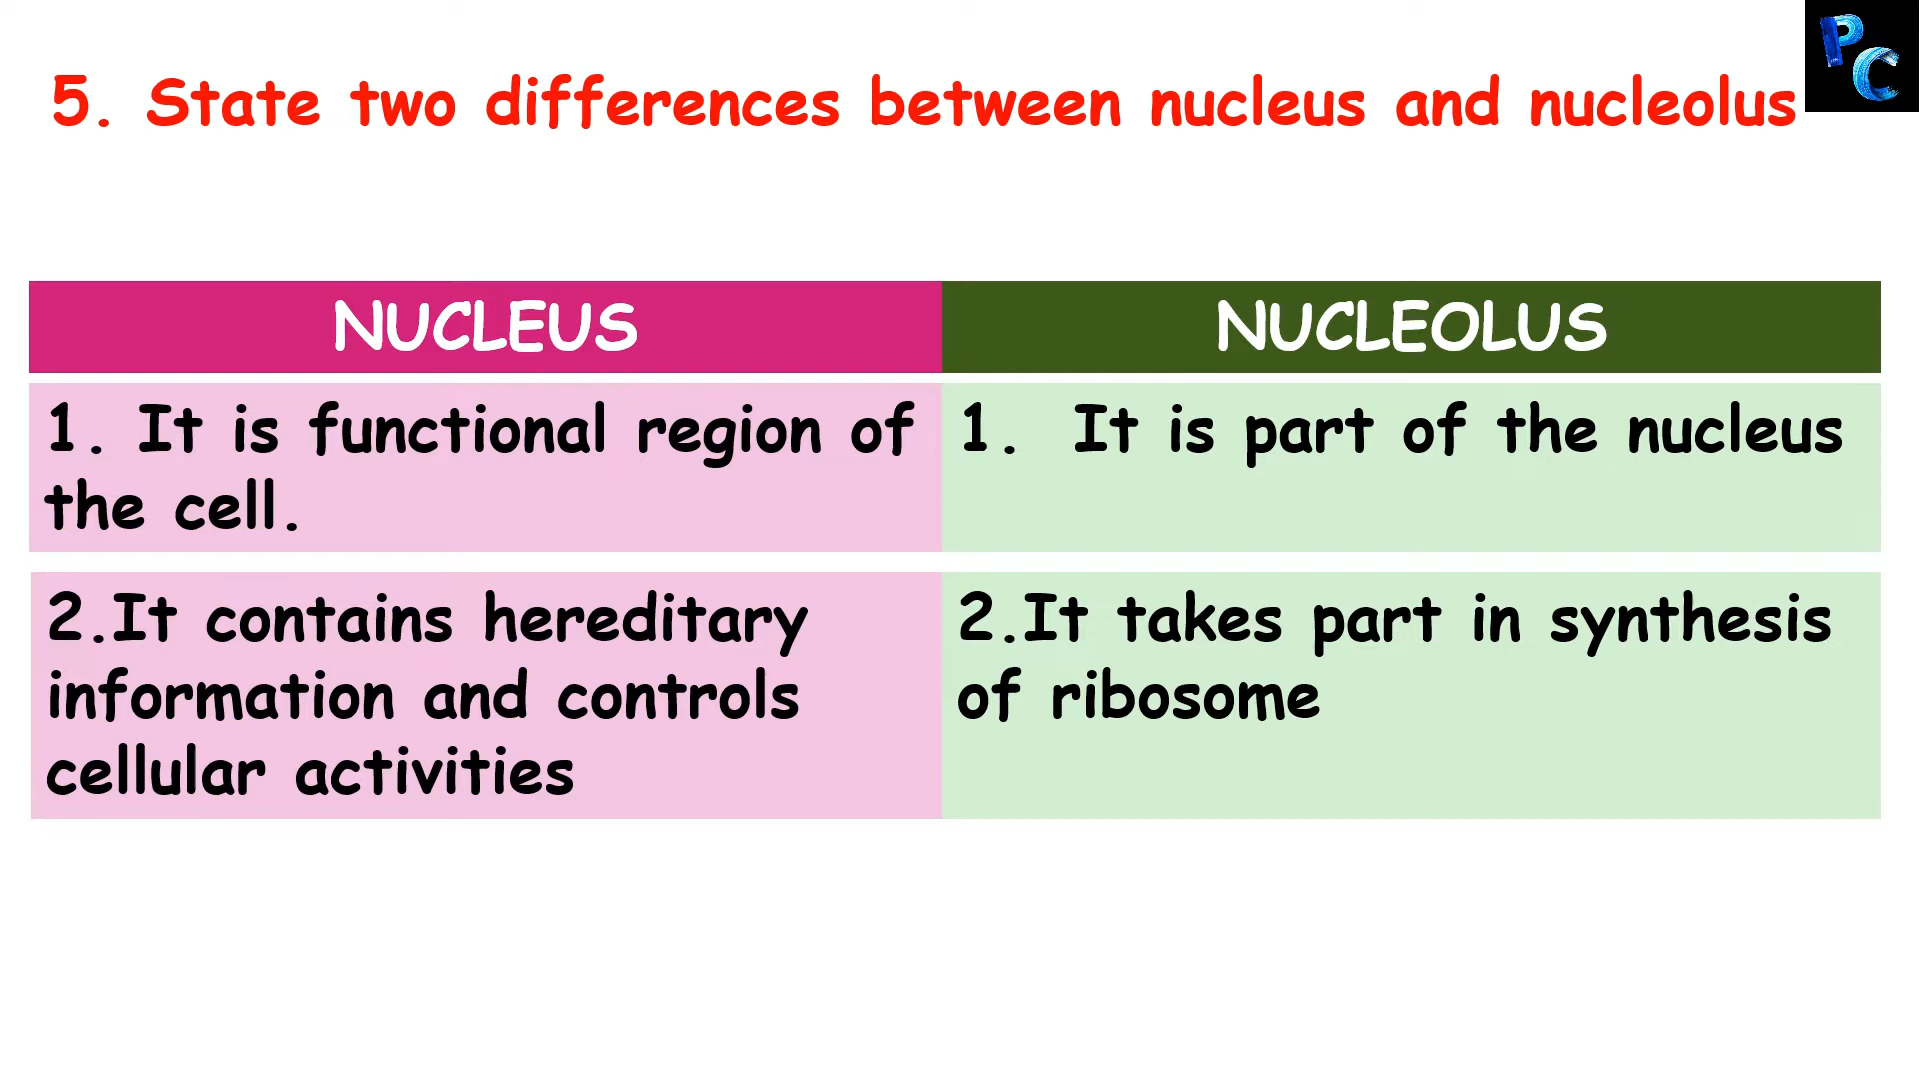 5. State two differences between nucleus and nucleolus
PC
NUCLEUS
NUCLEOLUS
1. It is functional region of
the cell.
1. It is part of the nucleus
2.It contains hereditary
information and controls
cellular activities
2.It takes part in synthesis
of ribosome